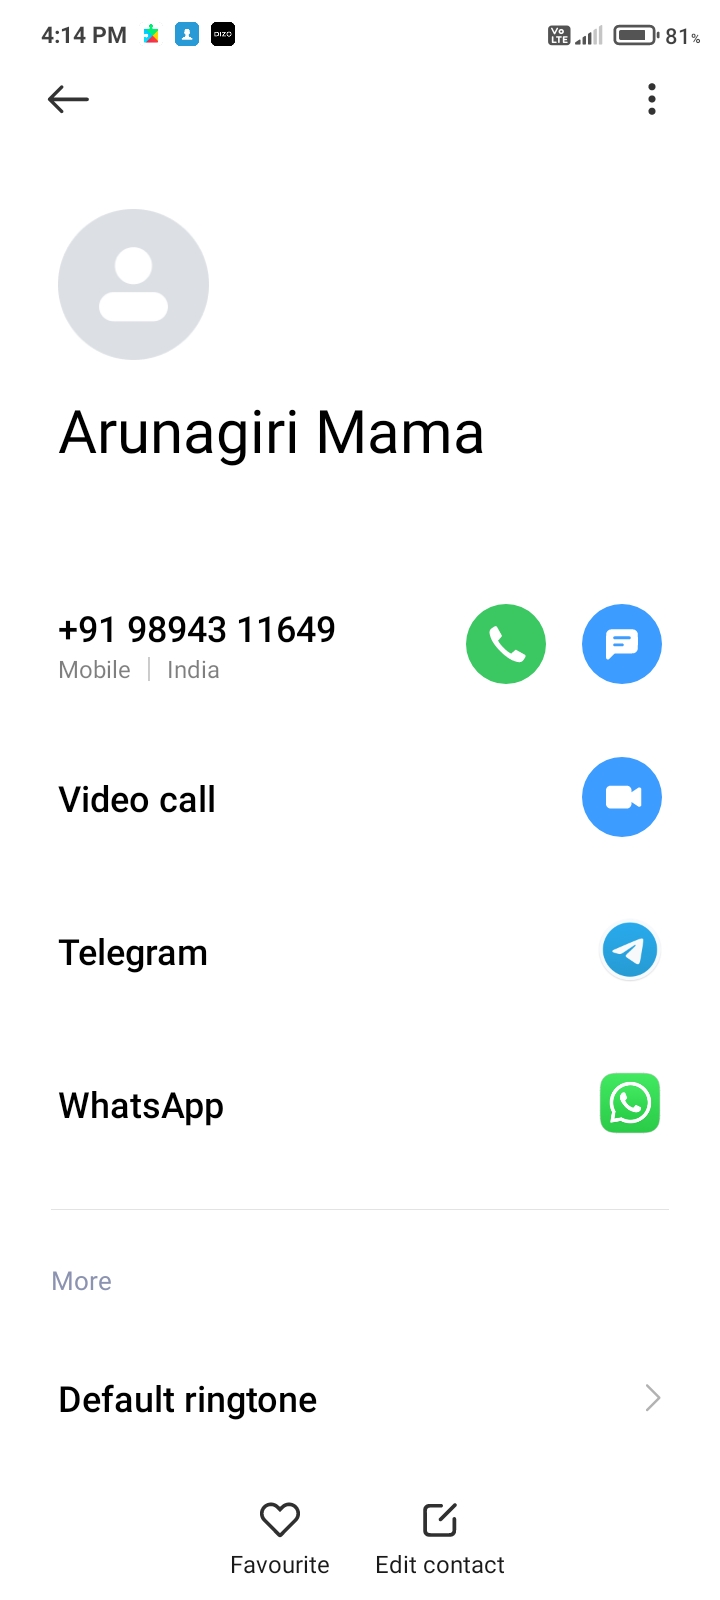 4:14 PM DIZO Vo LTE 81%
Arunagiri Mama
+91 98943 11649
Mobile | India
Video call
Telegram
WhatsApp
More
Default ringtone
Favourite Edit contact